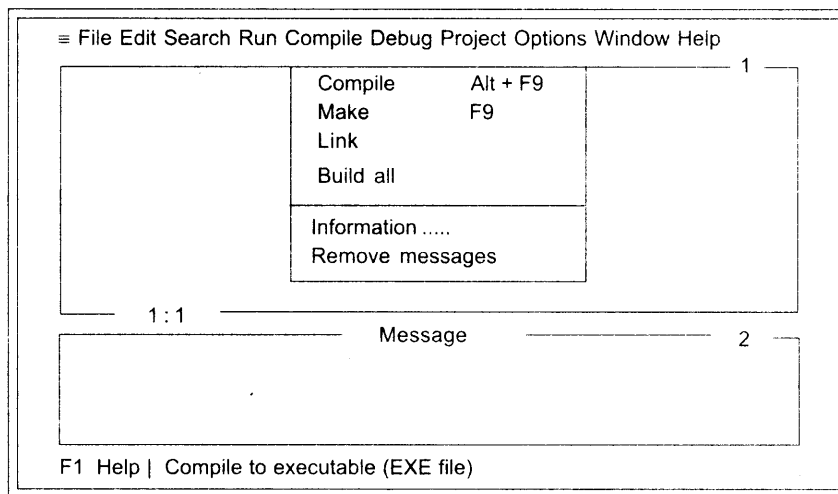 ≡ File Edit Search Run Compile Debug Project Options Window Help
1
Compile Alt + F9
Make F9
Link
Build all
Information .....
Remove messages
1 : 1
Message 2
F1 Help | Compile to executable (EXE file)